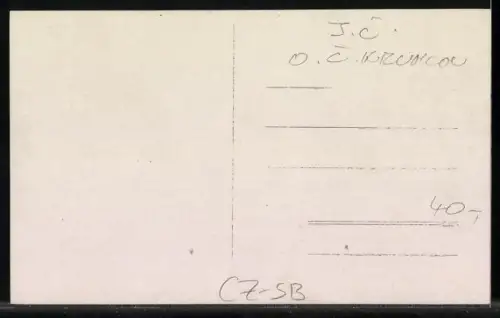 J.Č.
O.Č.KRUMLOV
40,-
CZ-SB